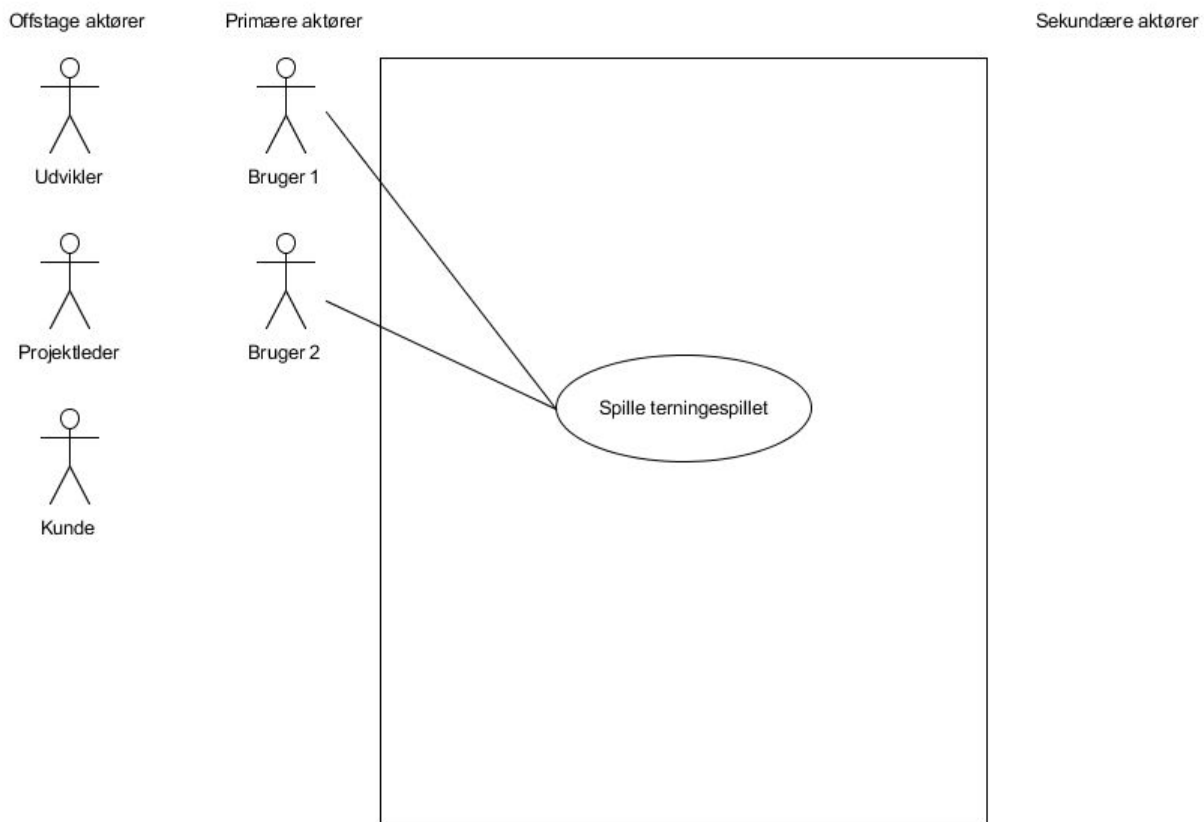 Offstage aktører
Primære aktører
Sekundære aktører
Udvikler
Bruger 1
Projektleder
Bruger 2
Spille terningespillet
Kunde